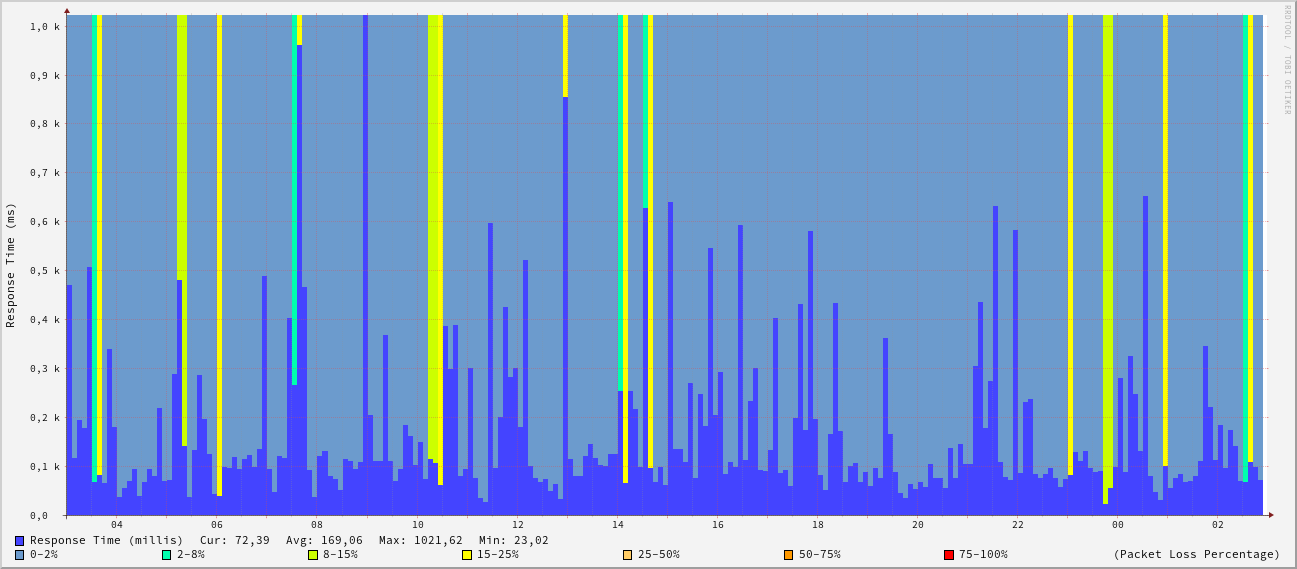 RRDTOOL / TOBI OETIKER
Response Time (ms)
1,0 k
0,9 k
0,8 k
0,7 k
0,6 k
0,5 k
0,4 k
0,3 k
0,2 k
0,1 k
0,0
04 06 08 10 12 14 16 18 20 22 00 02
Response Time (millis) Cur: 72,39 Avg: 169,06 Max: 1021,62 Min: 23,02
0-2% 2-8% 8-15% 15-25% 25-50% 50-75% 75-100% (Packet Loss Percentage)